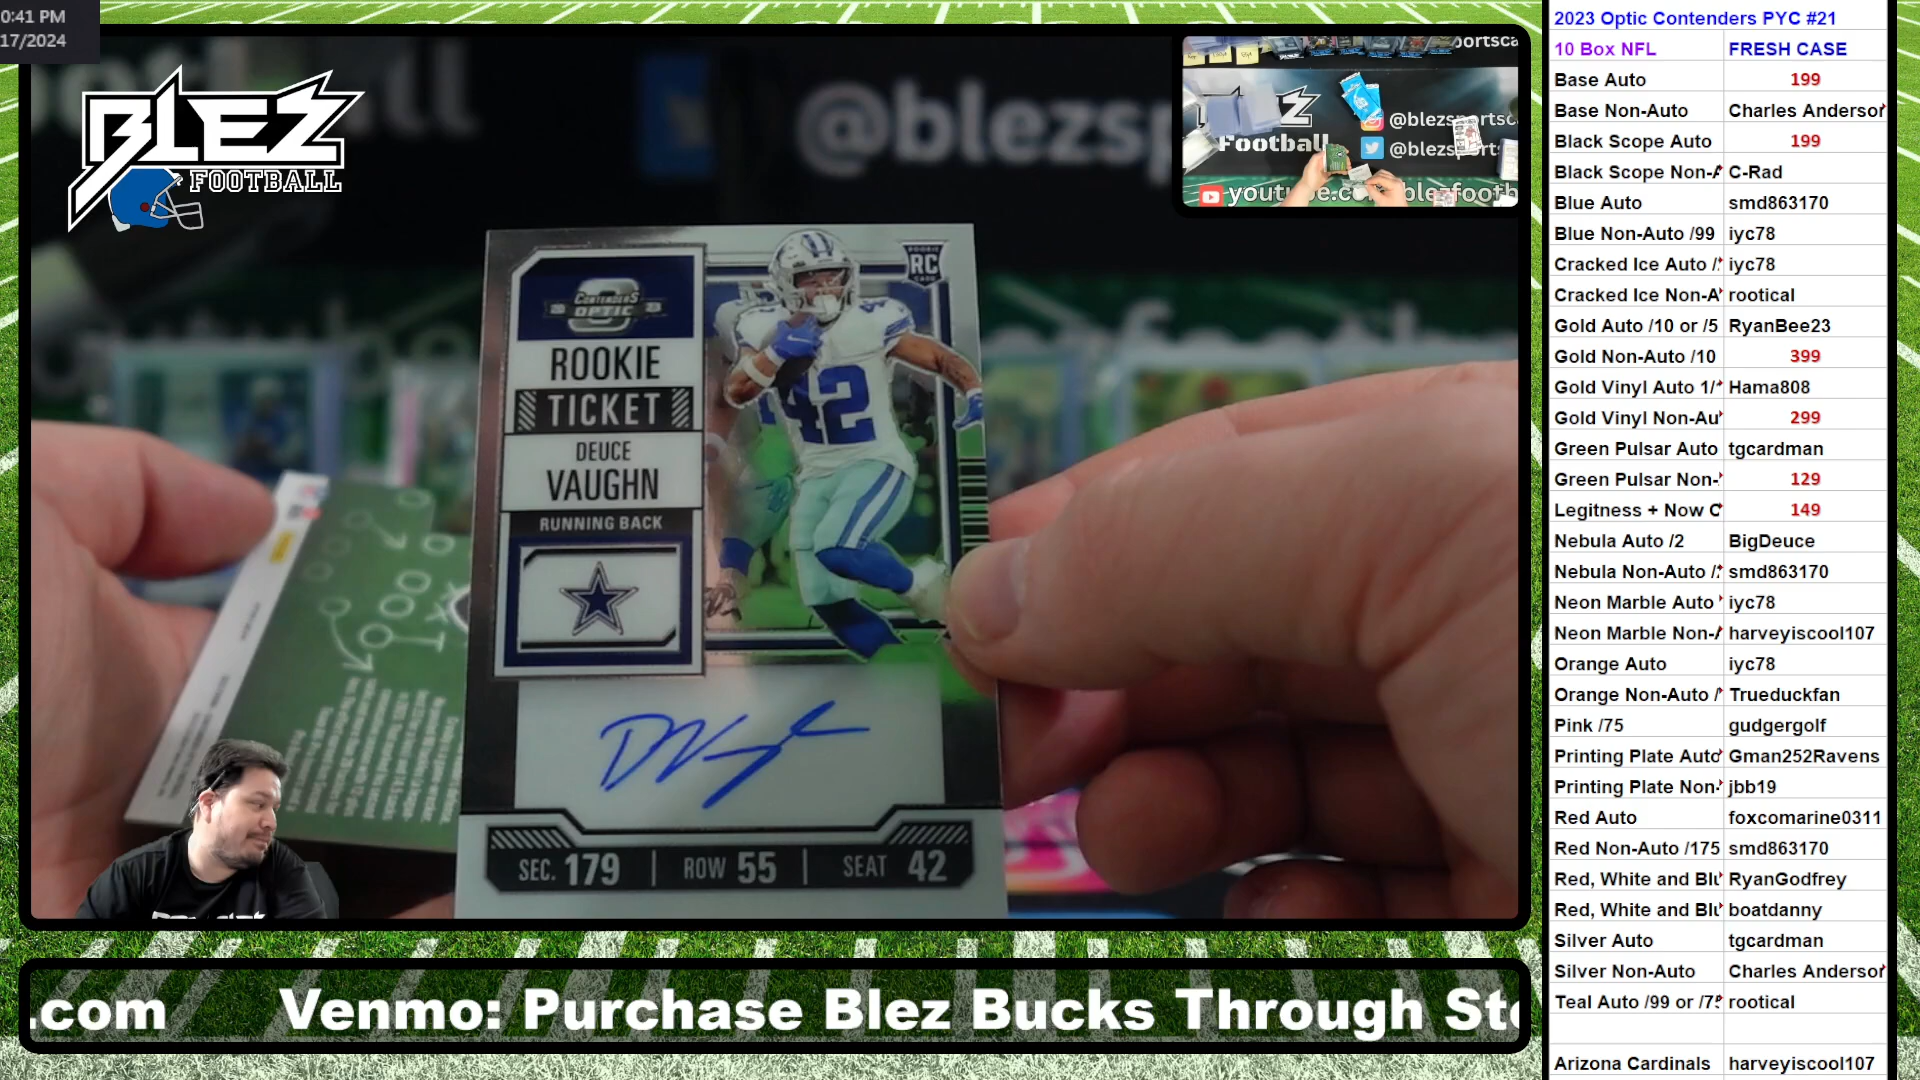 0:41 PM
17/2024
BLEZ
FOOTBALL
@blezsp
CONTENDERS
OPTIC
ROOKIE
TICKET
DEUCE
VAUGHN
RUNNING BACK
RC
42
SEC. 179 | ROW 55 | SEAT 42
@blezsportsc
Football
@blezsports
youtube.co blezfootb
.com Venmo: Purchase Blez Bucks Through Sto
2023 Optic Contenders PYC #21
10 Box NFL FRESH CASE
Base Auto 199
Base Non-Auto Charles Anderson
Black Scope Auto 199
Black Scope Non-A C-Rad
Blue Auto smd863170
Blue Non-Auto /99 iyc78
Cracked Ice Auto /: iyc78
Cracked Ice Non-A rootical
Gold Auto /10 or /5 RyanBee23
Gold Non-Auto /10 399
Gold Vinyl Auto 1/ Hama808
Gold Vinyl Non-Au 299
Green Pulsar Auto tgcardman
Green Pulsar Non- 129
Legitness + Now C 149
Nebula Auto /2 BigDeuce
Nebula Non-Auto /: smd863170
Neon Marble Auto iyc78
Neon Marble Non-A harveyiscool107
Orange Auto iyc78
Orange Non-Auto / Trueduckfan
Pink /75 gudgergolf
Printing Plate Auto Gman252Ravens
Printing Plate Non- jbb19
Red Auto foxcomarine0311
Red Non-Auto /175 smd863170
Red, White and Blu RyanGodfrey
Red, White and Blu boatdanny
Silver Auto tgcardman
Silver Non-Auto Charles Anderson
Teal Auto /99 or /75 rootical
Arizona Cardinals harveyiscool107